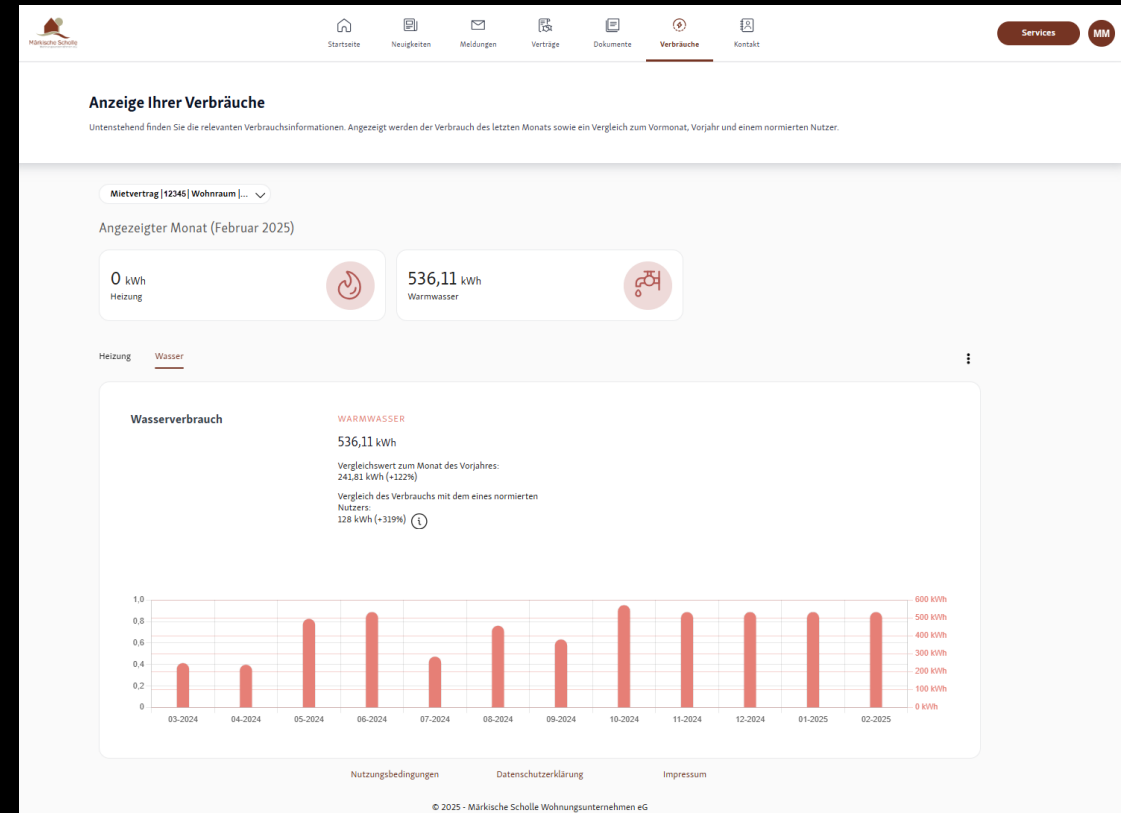 Märkische Scholle
Startseite
Neuigkeiten
Meldungen
Verträge
Dokumente
Verbräuche
Kontakt
Services
MM
Anzeige Ihrer Verbräuche
Untenstehend finden Sie die relevanten Verbrauchsinformationen. Angezeigt werden der Verbrauch des letzten Monats sowie ein Vergleich zum Vormonat, Vorjahr und einem normierten Nutzer.
Mietvertrag |12345| Wohnraum |...
Angezeigter Monat (Februar 2025)
0 kWh
Heizung
536,11 kWh
Warmwasser
Heizung
Wasser
Wasserverbrauch
WARMWASSER
536,11 kWh
Vergleichswert zum Monat des Vorjahres:
241,81 kWh (+122%)
Vergleich des Verbrauchs mit dem eines normierten
Nutzers:
128 kWh (+319%)
1,0
0,8
0,6
0,4
0,2
0
600 kWh
500 kWh
400 kWh
300 kWh
200 kWh
100 kWh
0 kWh
03-2024
04-2024
05-2024
06-2024
07-2024
08-2024
09-2024
10-2024
11-2024
12-2024
01-2025
02-2025
Nutzungsbedingungen
Datenschutzerklärung
Impressum
© 2025 - Märkische Scholle Wohnungsunternehmen eG